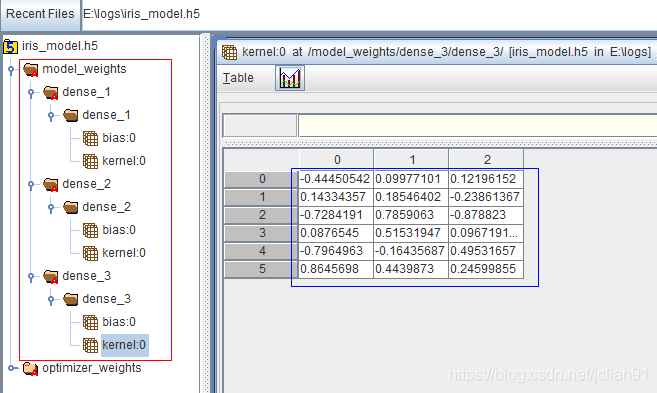 Recent Files E:\logs\iris_model.h5
iris_model.h5
model_weights
dense_1
dense_1
bias:0
kernel:0
dense_2
dense_2
bias:0
kernel:0
dense_3
dense_3
bias:0
kernel:0
optimizer_weights
kernel:0 at /model_weights/dense_3/dense_3/ [iris_model.h5 in E:\logs]
Table
0 1 2
0 -0.44450542 0.09977101 0.12196152
1 0.14334357 0.18546402 -0.23861367
2 -0.7284191 0.7859063 -0.878823
3 0.0876545 0.51531947 0.0967191...
4 -0.7964963 -0.16435687 0.49531657
5 0.8645698 0.4439873 0.24599855
https://blog.csdn.net/jclian91